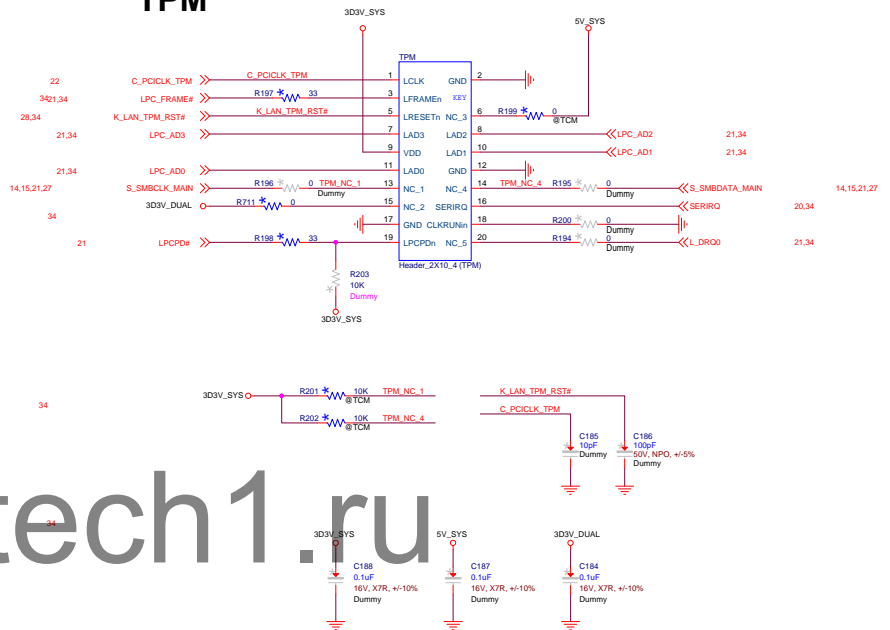 TPM
3D3V_SYS
5V_SYS
TPM
22 C_PCICLK_TPM C_PCICLK_TPM 1 LCLK GND 2
3421,34 LPC_FRAME# R197 * 33 3 LFRAMEn KEY
28,34 K_LAN_TPM_RST# K_LAN_TPM_RST# 5 LRESETn NC_3 6 R199 * 0
@TCM
21,34 LPC_AD3 7 LAD3 LAD2 8 LPC_AD2 21,34
9 VDD LAD1 10 LPC_AD1 21,34
21,34 LPC_AD0 11 LAD0 GND 12
14,15,21,27 S_SMBCLK_MAIN R196 * 0 TPM_NC_1 13 NC_1 NC_4 14 TPM_NC_4 R195 * 0 S_SMBDATA_MAIN 14,15,21,27
Dummy Dummy
3D3V_DUAL R711 * 0 15 NC_2 SERIRQ 16 SERIRQ 20,34
34 17 GND CLKRUNin 18 R200 * 0
Dummy
21 LPCPD# R198 * 33 19 LPCPDn NC_5 20 R194 * 0 L_DRQ0 21,34
Dummy
Header_2X10_4 (TPM)
R203
10K
*
Dummy
3D3V_SYS
3D3V_SYS R201 * 10K TPM_NC_1 K_LAN_TPM_RST#
@TCM
34
C_PCICLK_TPM
R202 * 10K TPM_NC_4
@TCM
C185
10pF
Dummy
C186
100pF
50V, NPO, +/-5%
Dummy
tech1.ru
34
3D3V_SYS
5V_SYS
3D3V_DUAL
C188
0.1uF
16V, X7R, +/-10%
Dummy
C187
0.1uF
16V, X7R, +/-10%
Dummy
C184
0.1uF
16V, X7R, +/-10%
Dummy